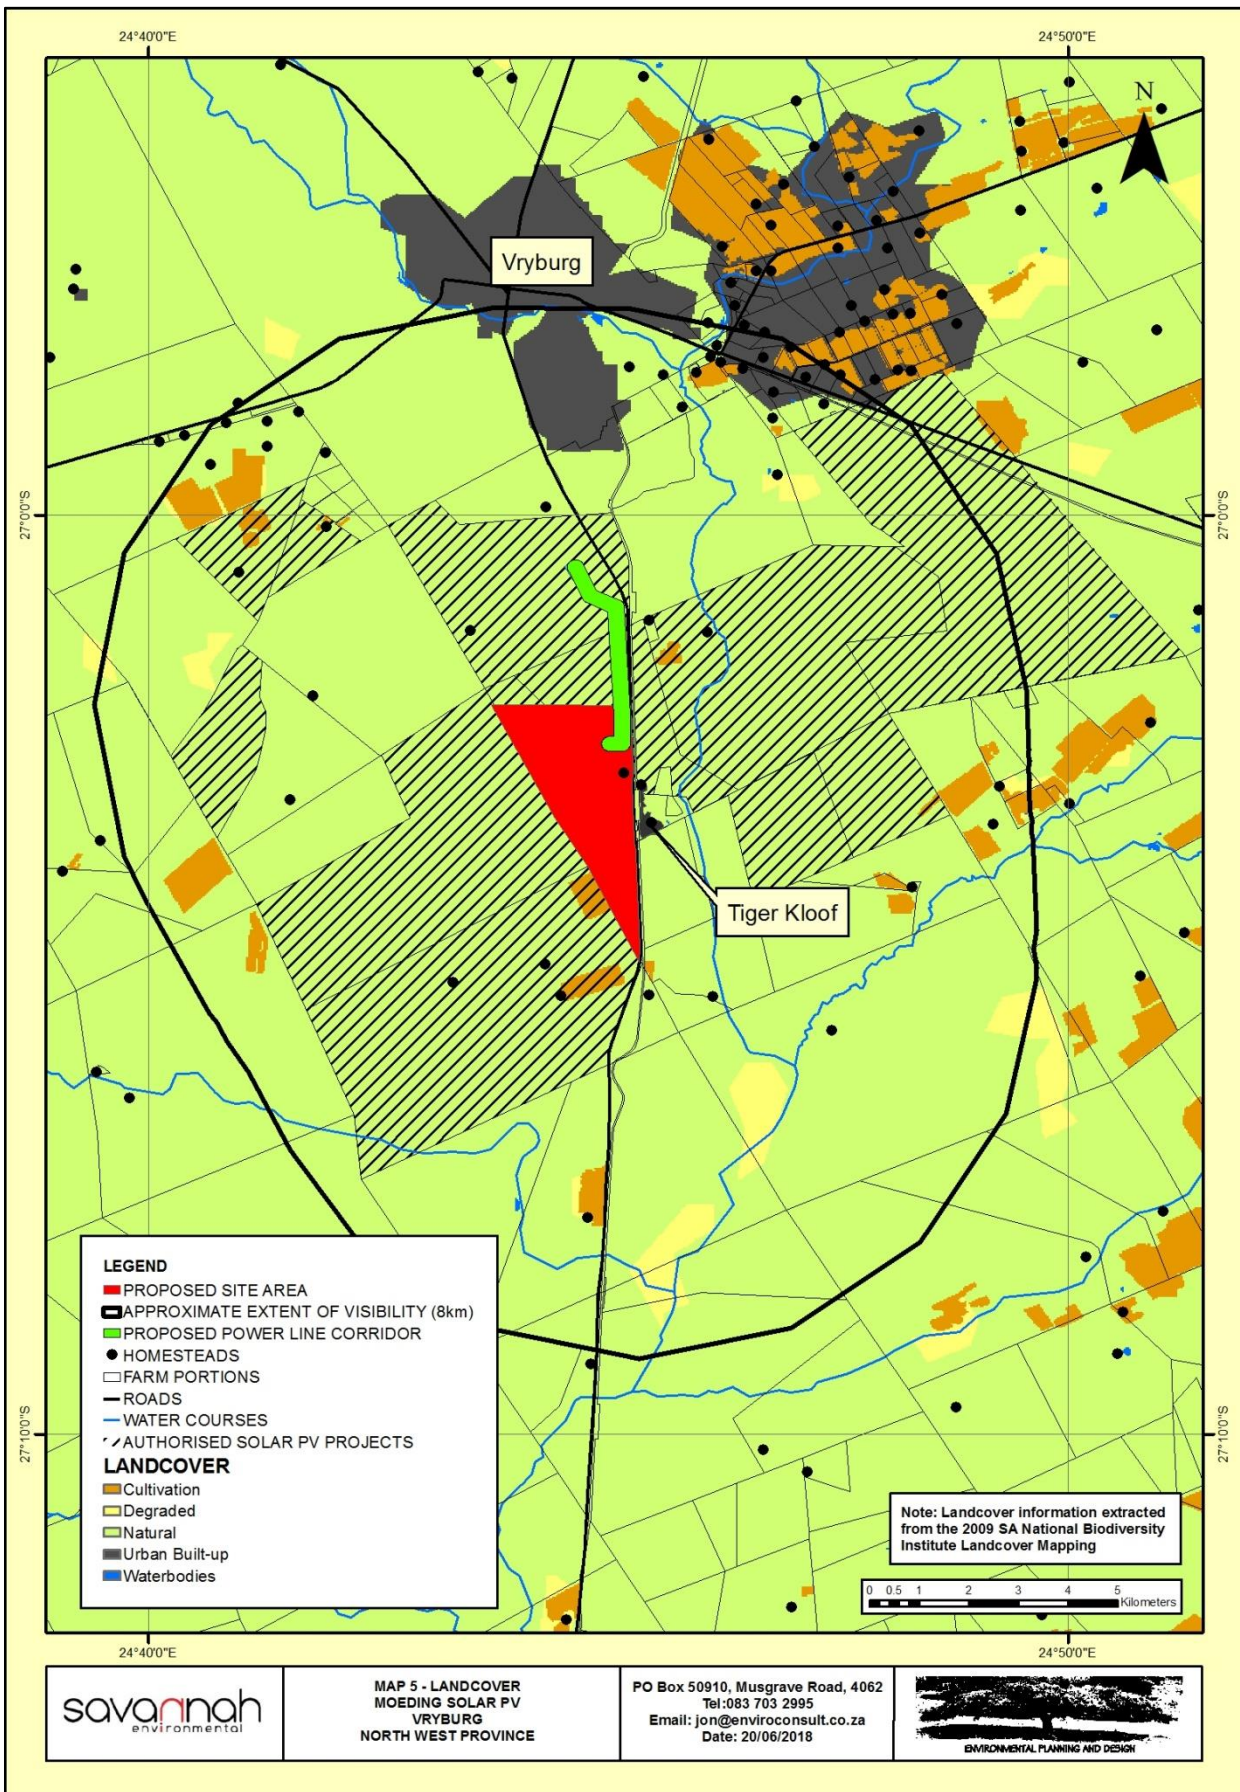 24°40'0"E
24°50'0"E
N
Vryburg
27°0'0"S
27°0'0"S
Tiger Kloof
LEGEND
PROPOSED SITE AREA
APPROXIMATE EXTENT OF VISIBILITY (8km)
PROPOSED POWER LINE CORRIDOR
HOMESTEADS
FARM PORTIONS
ROADS
WATER COURSES
AUTHORISED SOLAR PV PROJECTS
LANDCOVER
Cultivation
Degraded
Natural
Urban Built-up
Waterbodies
27°10'0"S
27°10'0"S
Note: Landcover information extracted
from the 2009 SA National Biodiversity
Institute Landcover Mapping
0 0.5 1 2 3 4 5
Kilometers
24°40'0"E
24°50'0"E
savannah
environmental
MAP 5 - LANDCOVER
MOEDING SOLAR PV
VRYBURG
NORTH WEST PROVINCE
PO Box 50910, Musgrave Road, 4062
Tel:083 703 2995
Email: jon@enviroconsult.co.za
Date: 20/06/2018
ENVIRONMENTAL PLANNING AND DESIGN